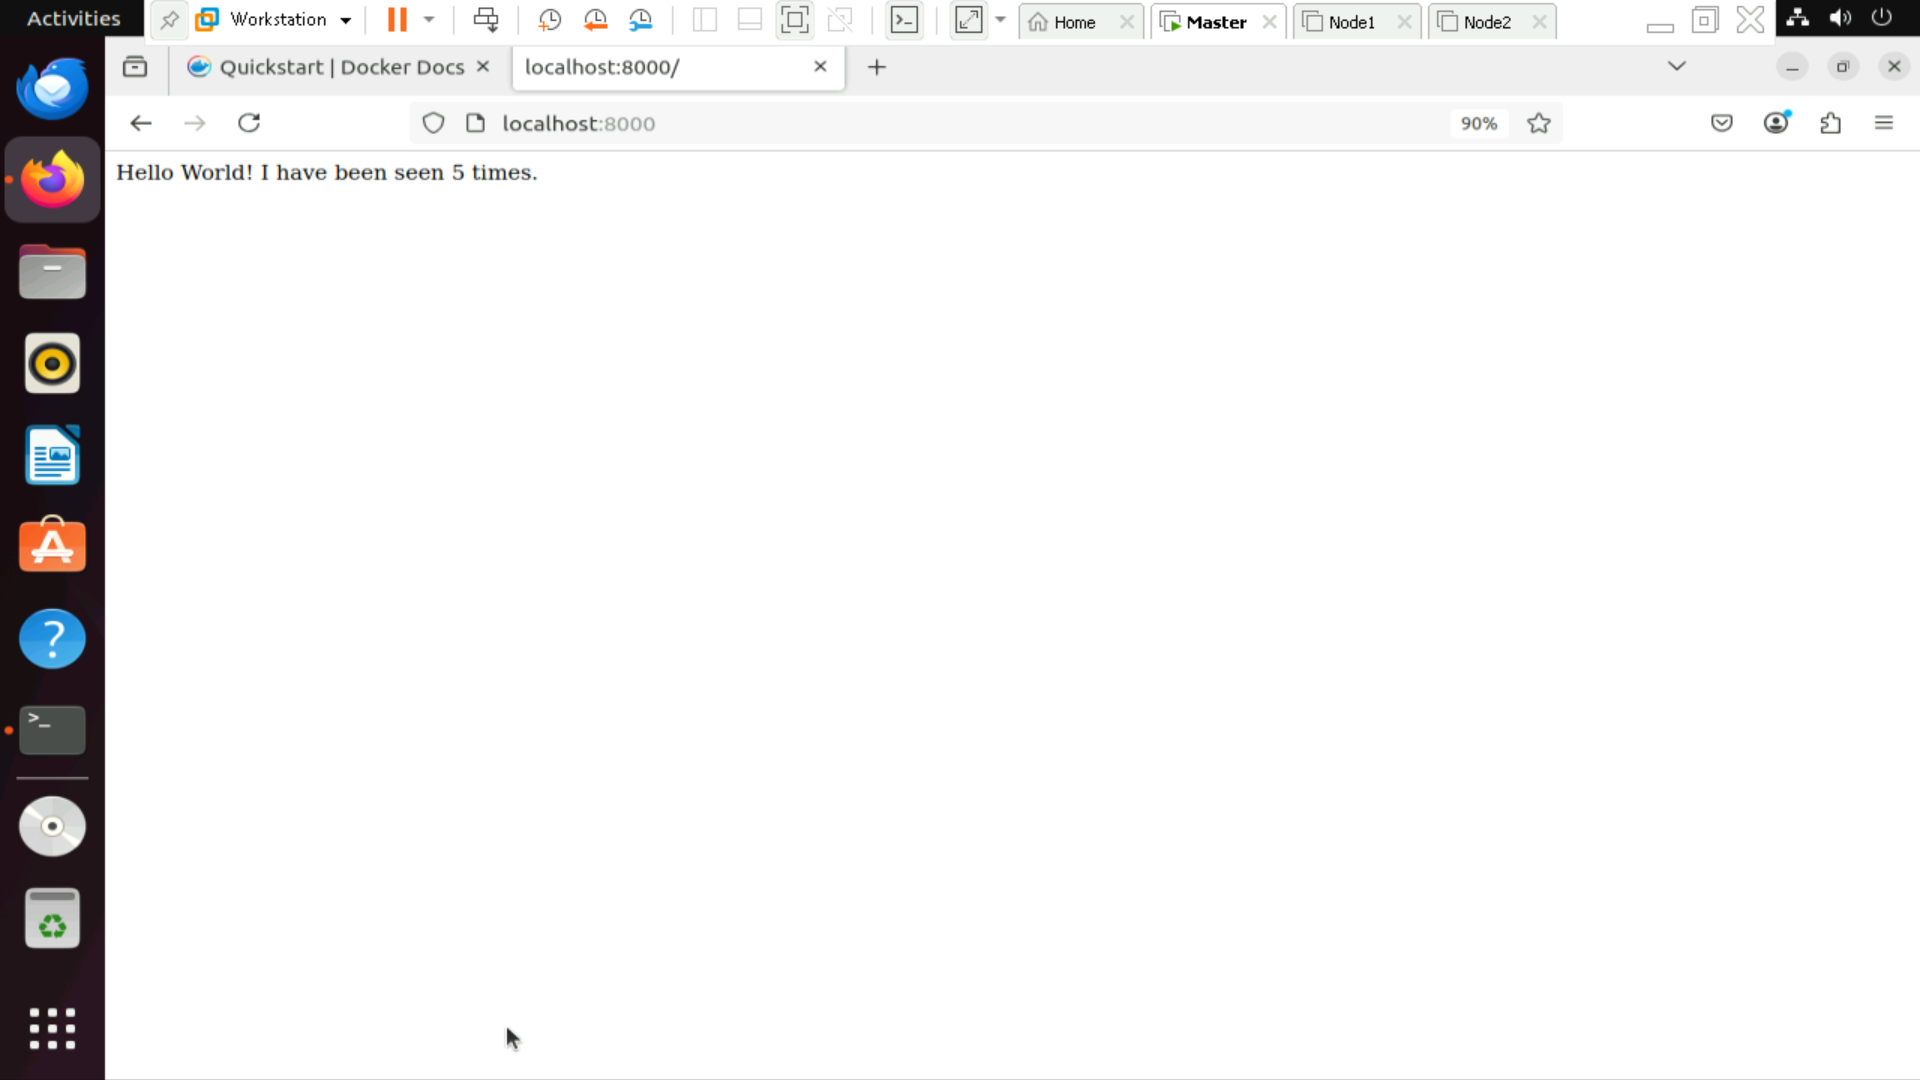 Activities
Workstation
Home
Master
Node1
Node2
Quickstart | Docker Docs
localhost:8000/
localhost:8000
90%
Hello World! I have been seen 5 times.